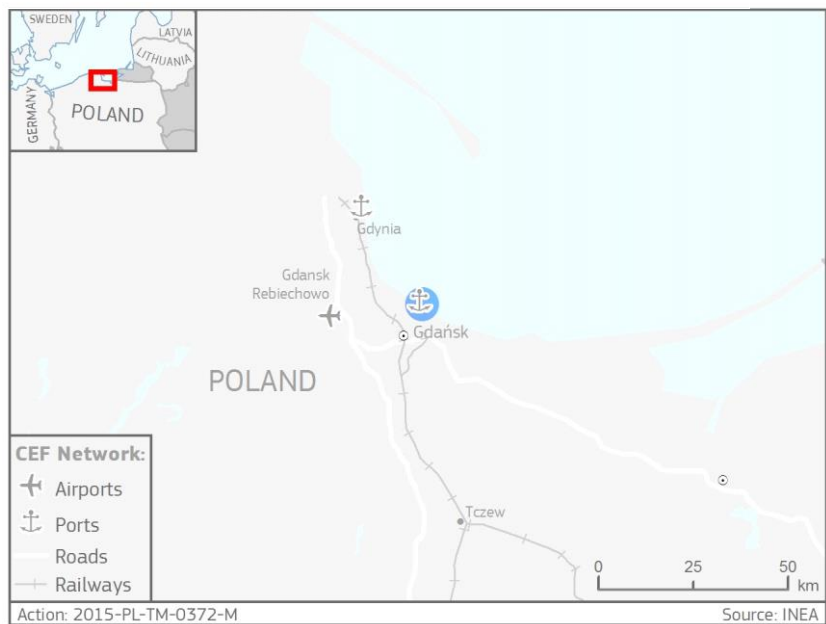 SWEDEN
LATVIA
LITHUANIA
GERMANY
POLAND
Gdynia
Gdansk
Rebiechowo
Gdańsk
POLAND
Tczew
CEF Network:
Airports
Ports
Roads
Railways
0 25 50
km
Action: 2015-PL-TM-0372-M
Source: INEA